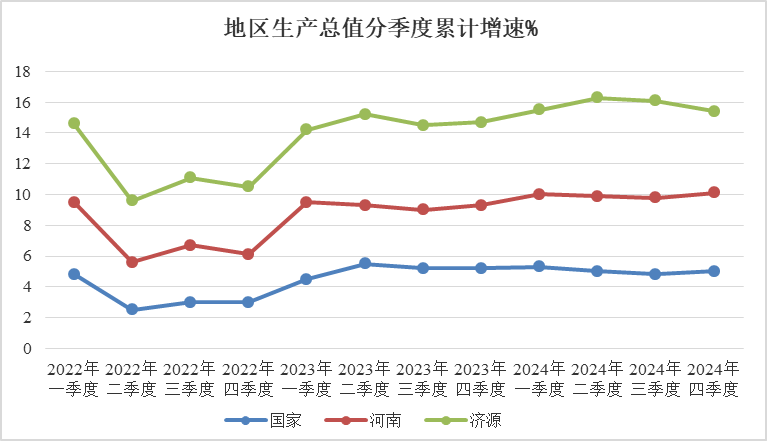 地区生产总值分季度累计增速%
18
16
14
12
10
8
6
4
2
0
2022年 2022年 2022年 2022年 2023年 2023年 2023年 2023年 2024年 2024年 2024年 2024年
一季度 二季度 三季度 四季度 一季度 二季度 三季度 四季度 一季度 二季度 三季度 四季度
国家 河南 济源